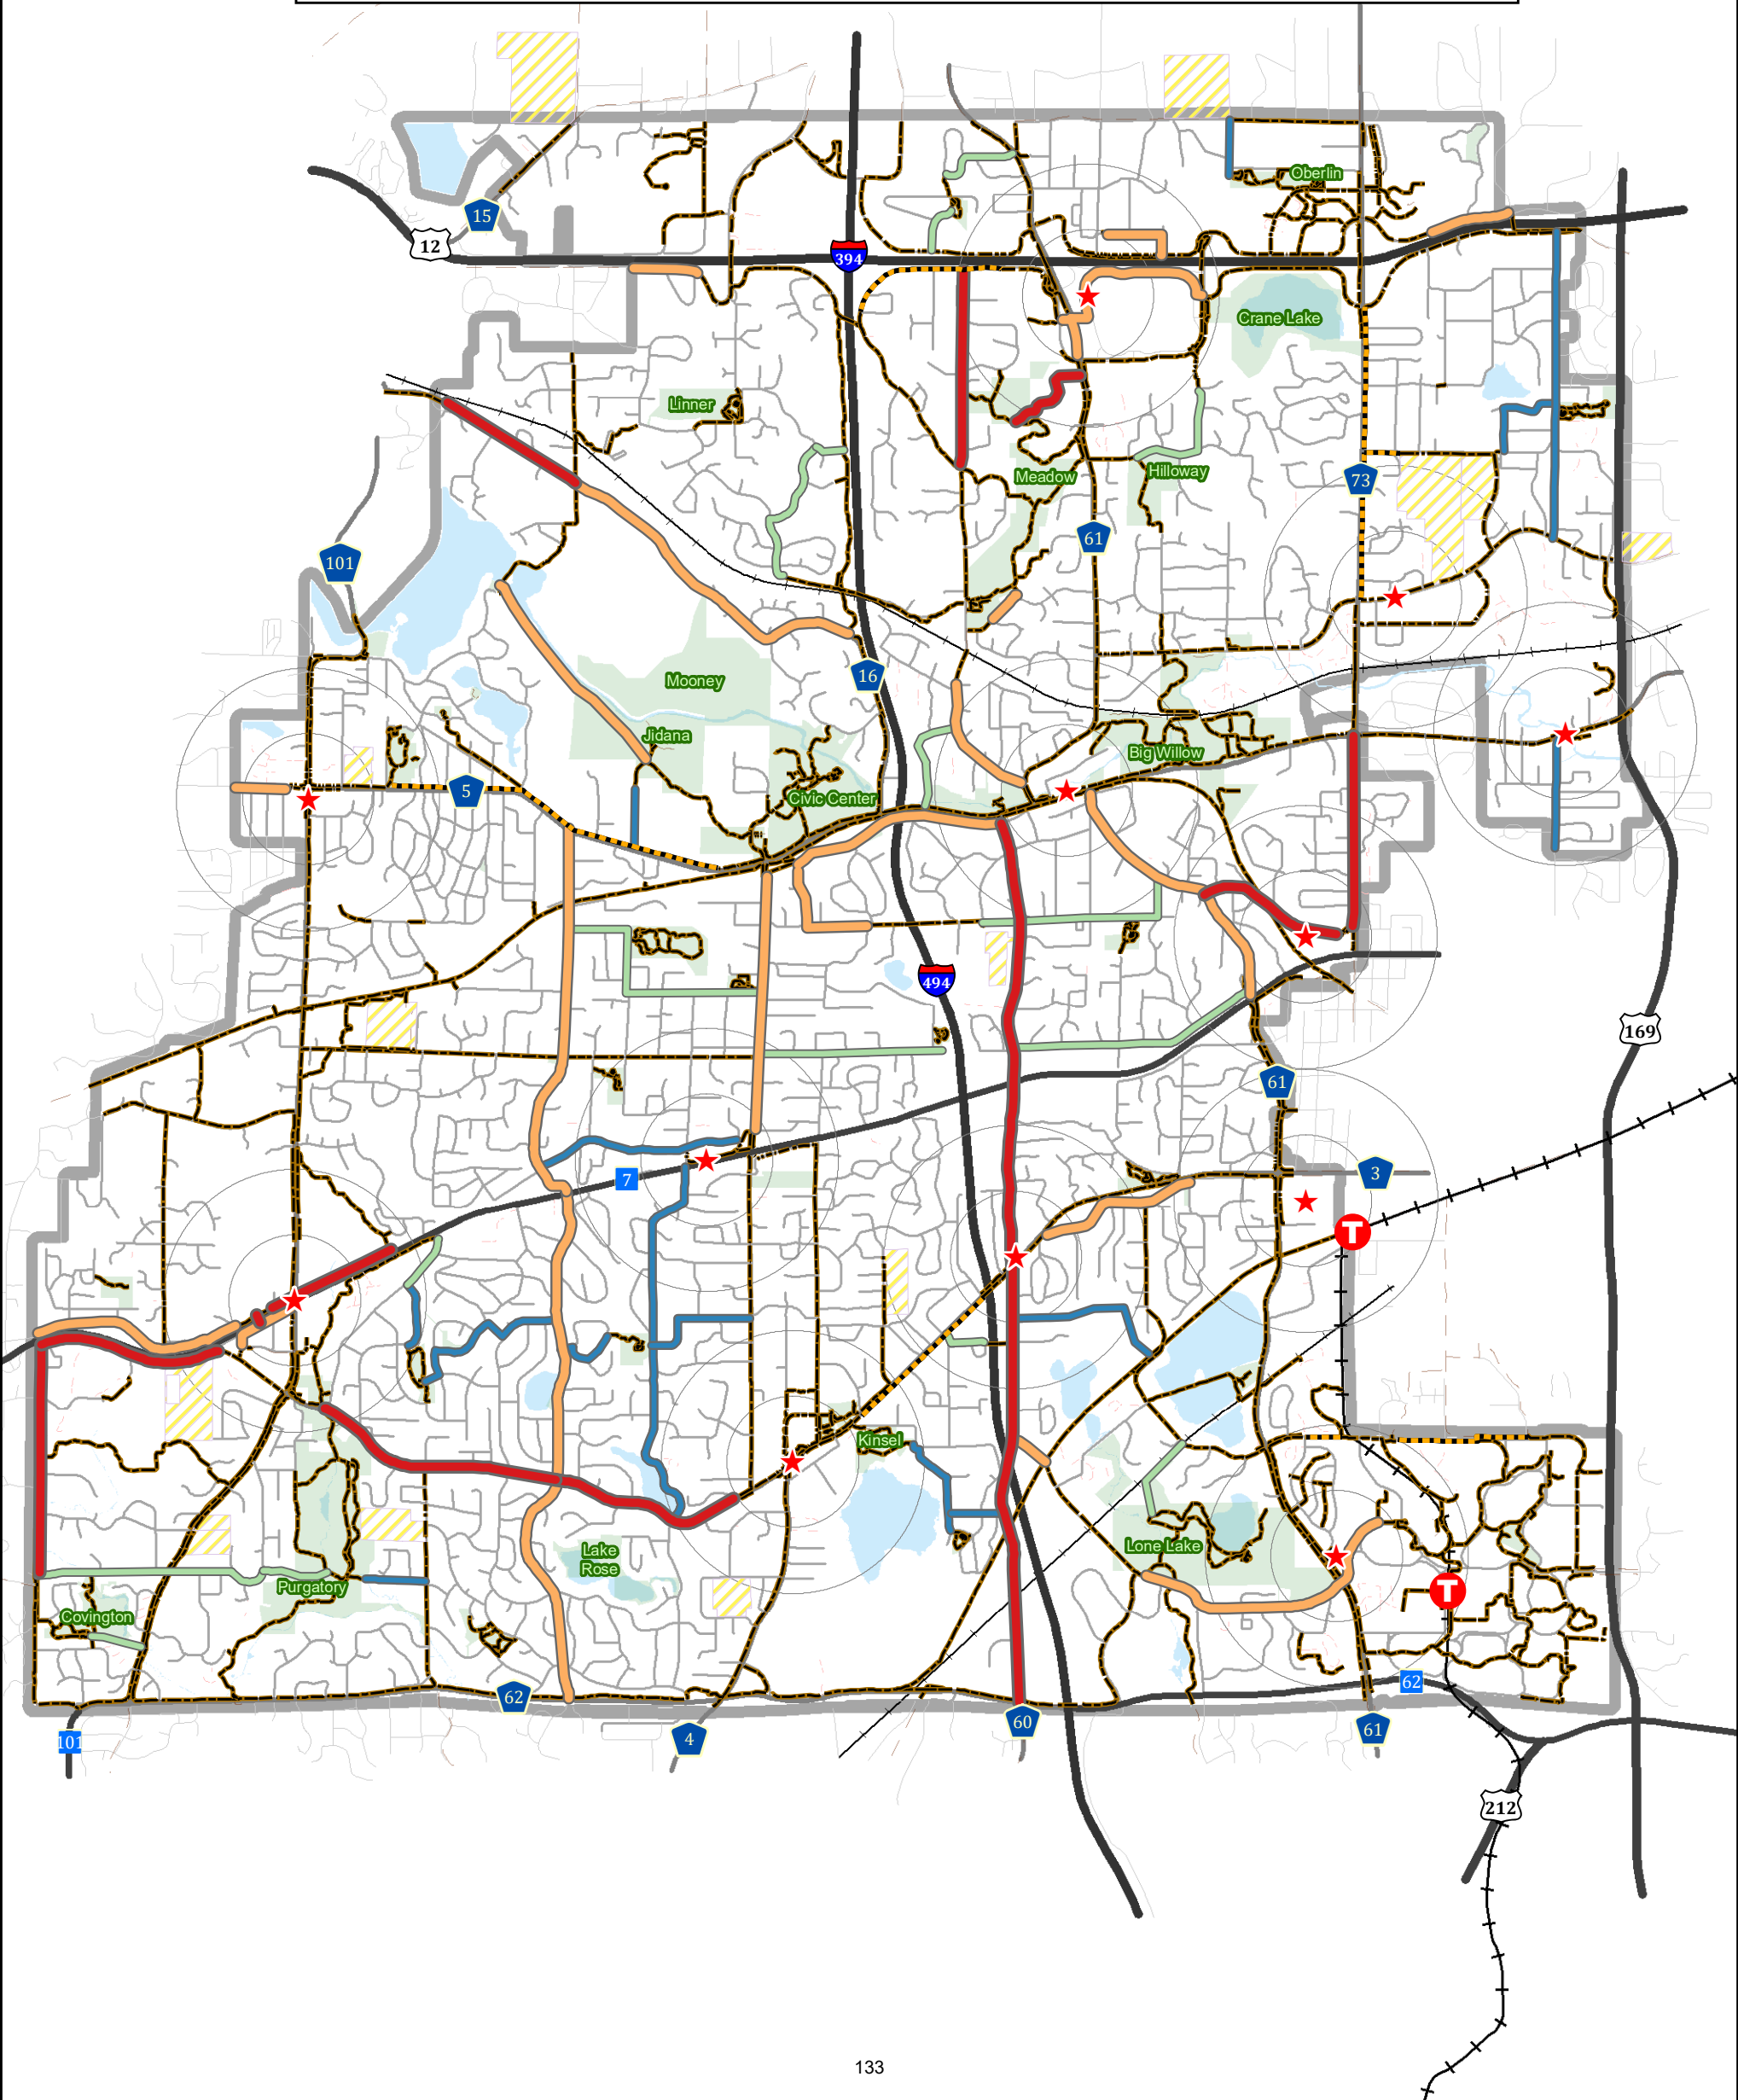 Oberlin
15
12
394
Crane Lake
Linner
Meadow
Hilloway
73
61
101
16
Mooney
Jidana
Big Willow
5
Civic Center
494
169
61
3
7
T
Kinsel
Lone Lake
Lake
Rose
Purgatory
T
Covington
62
62
60
61
4
101
212
133